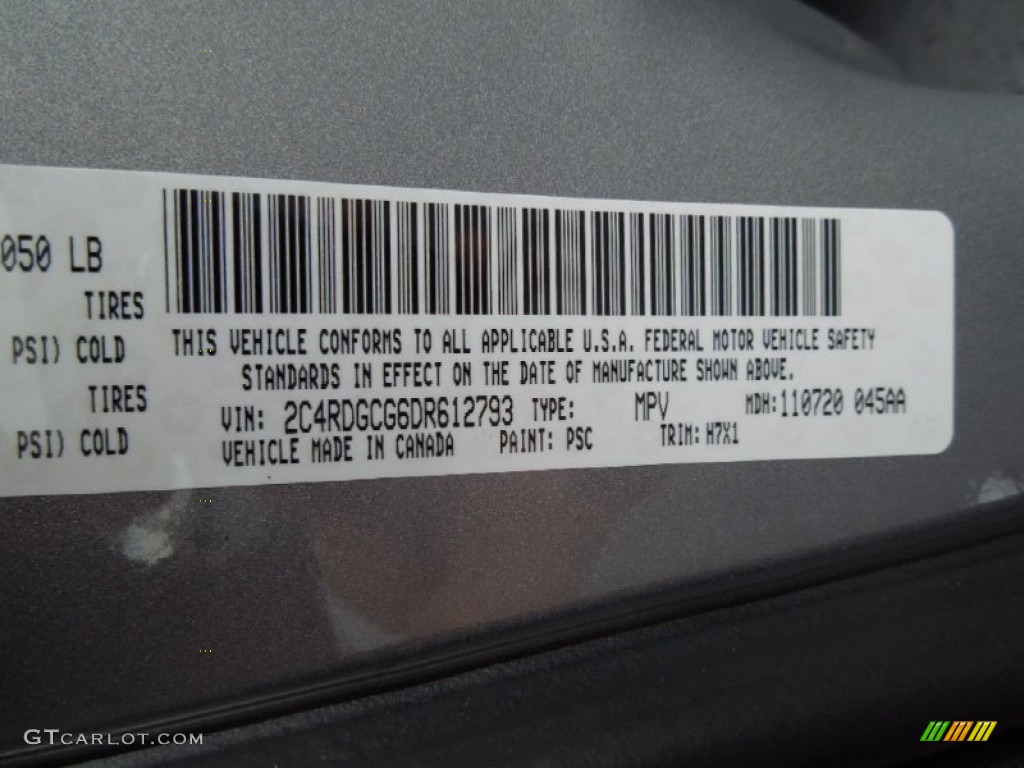 050 LB
TIRES
PSI) COLD
TIRES
PSI) COLD
THIS VEHICLE CONFORMS TO ALL APPLICABLE U.S.A. FEDERAL MOTOR VEHICLE SAFETY
STANDARDS IN EFFECT ON THE DATE OF MANUFACTURE SHOWN ABOVE.
VIN: 2C4RDGCG6DR612793 TYPE: MPV MDH: 110720 045AA
VEHICLE MADE IN CANADA PAINT: PSC TRIM: H7X1
GTCARLOT.COM